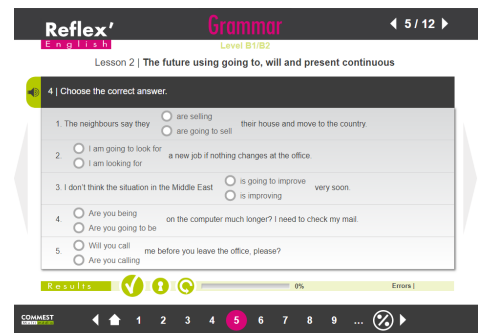 Reflex’
English
Grammar
Level B1/B2
5 / 12
Lesson 2 | The future using going to, will and present continuous
4 | Choose the correct answer.
1. The neighbours say they
are selling
are going to sell
their house and move to the country.
2.
I am going to look for
I am looking for
a new job if nothing changes at the office.
3. I don't think the situation in the Middle East
is going to improve
is improving
very soon.
4.
Are you being
Are you going to be
on the computer much longer? I need to check my mail.
5.
Will you call
Are you calling
me before you leave the office, please?
Results
0%
Errors |
COMMEST
1 2 3 4 5 6 7 8 9 ...